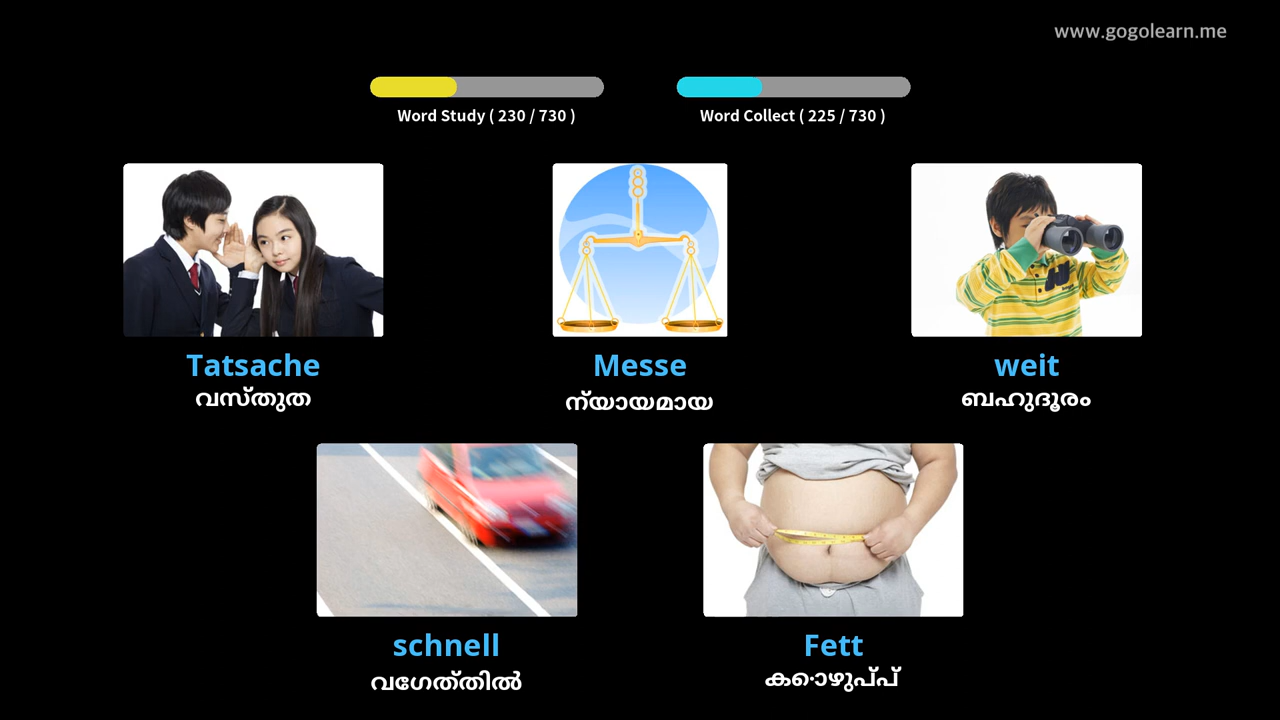 www.gogolearn.me
Word Study ( 230 / 730 )
Word Collect ( 225 / 730 )
Tatsache
വസ്തുത
Messe
ന്യായമായ
weit
ബഹുദൂരം
schnell
വഗേത്തിൽ
Fett
കൊഴുപ്പ്